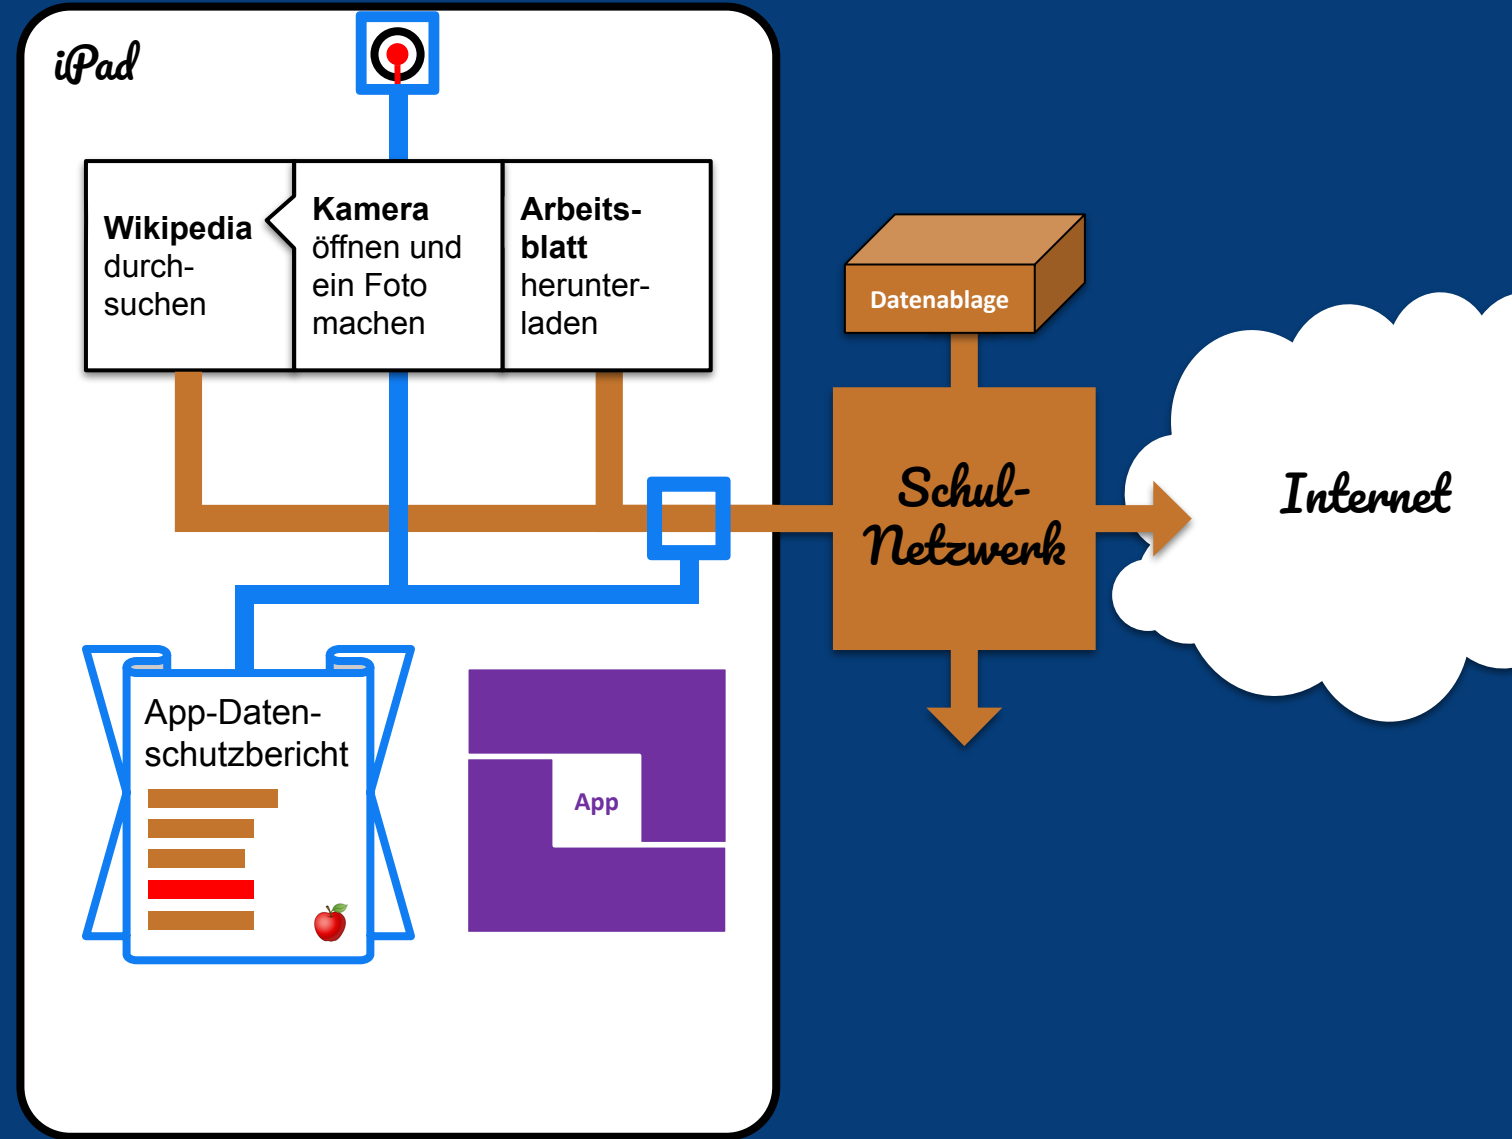 iPad
Wikipedia
durch-
suchen
Kamera
öffnen und
ein Foto
machen
Arbeits-
blatt
herunter-
laden
Datenablage
Schul-
Netzwerk
Internet
App-Daten-
schutzbericht
App